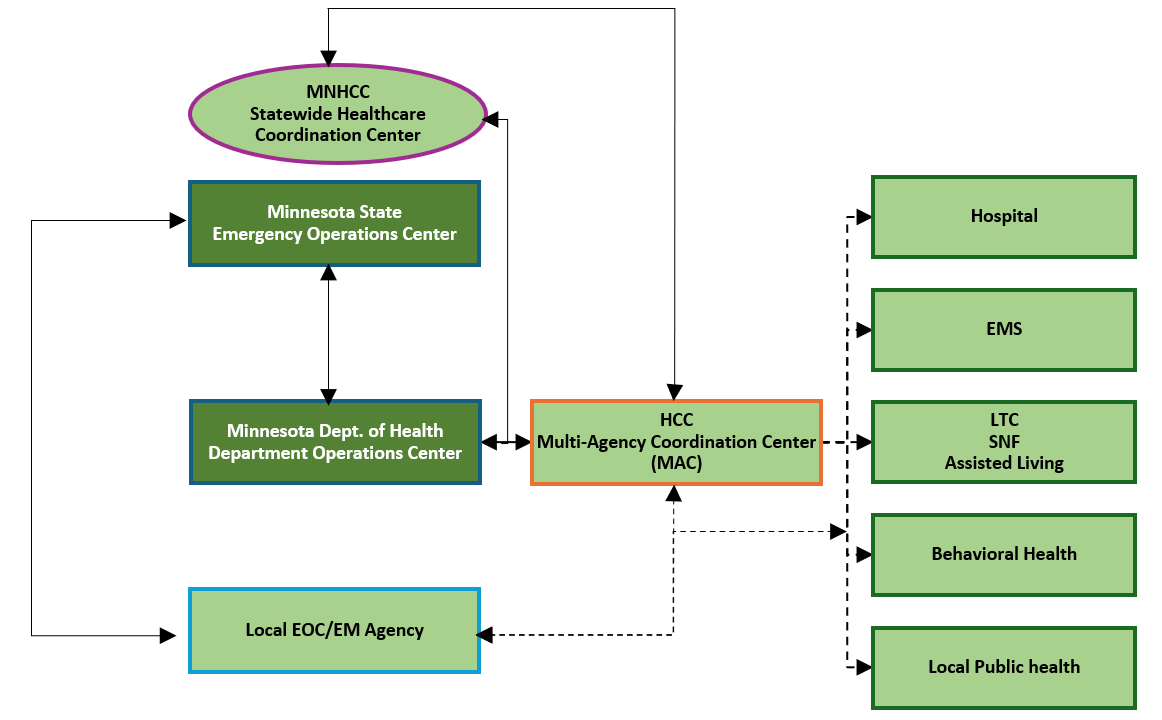 MNHCC
Statewide Healthcare
Coordination Center
Minnesota State
Emergency Operations Center
Hospital
EMS
Minnesota Dept. of Health
Department Operations Center
HCC
Multi-Agency Coordination Center
(MAC)
LTC
SNF
Assisted Living
Behavioral Health
Local EOC/EM Agency
Local Public health